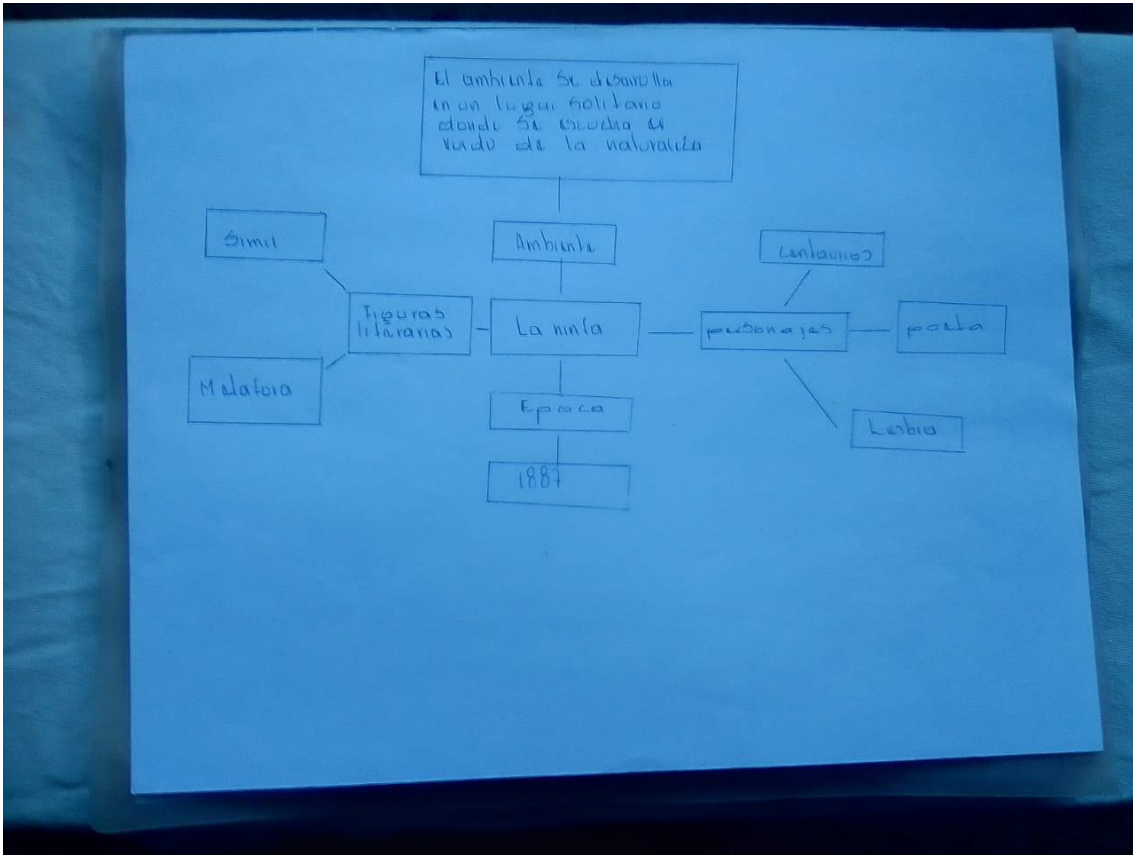 El ambiente se desarrolla
en un lugar solitario
donde se escucha el
ruido de la naturaleza
Simil
Ambiente
Centauros
Figuras
literarias
La ninfa
personajes
poeta
Metafora
Epoca
Lesbia
1887